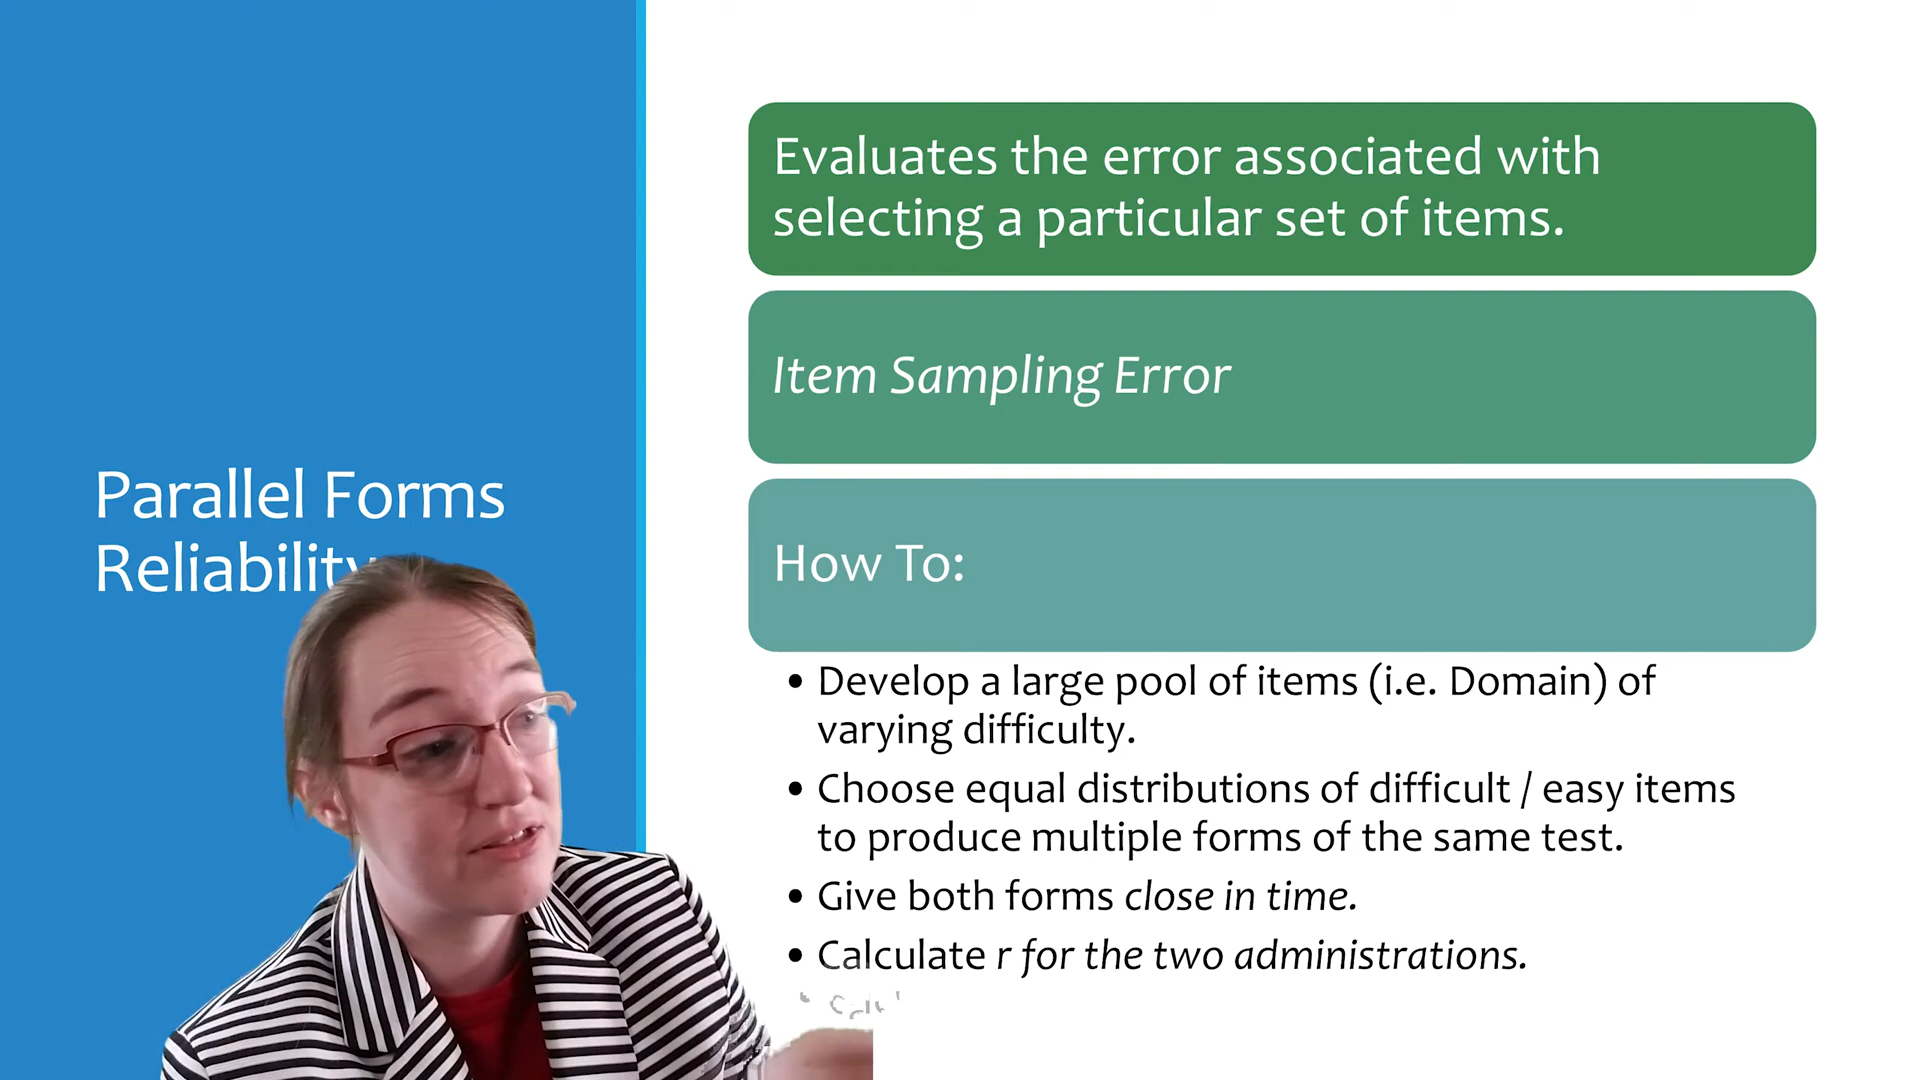 Parallel Forms
Reliability
Evaluates the error associated with
selecting a particular set of items.
Item Sampling Error
How To:
• Develop a large pool of items (i.e. Domain) of
varying difficulty.
• Choose equal distributions of difficult / easy items
to produce multiple forms of the same test.
• Give both forms close in time.
• Calculate r for the two administrations.